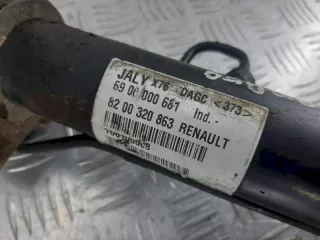 JALY X76 DAGC <373>
69 00 000 661 Ind. -
82 00 320 863 RENAULT